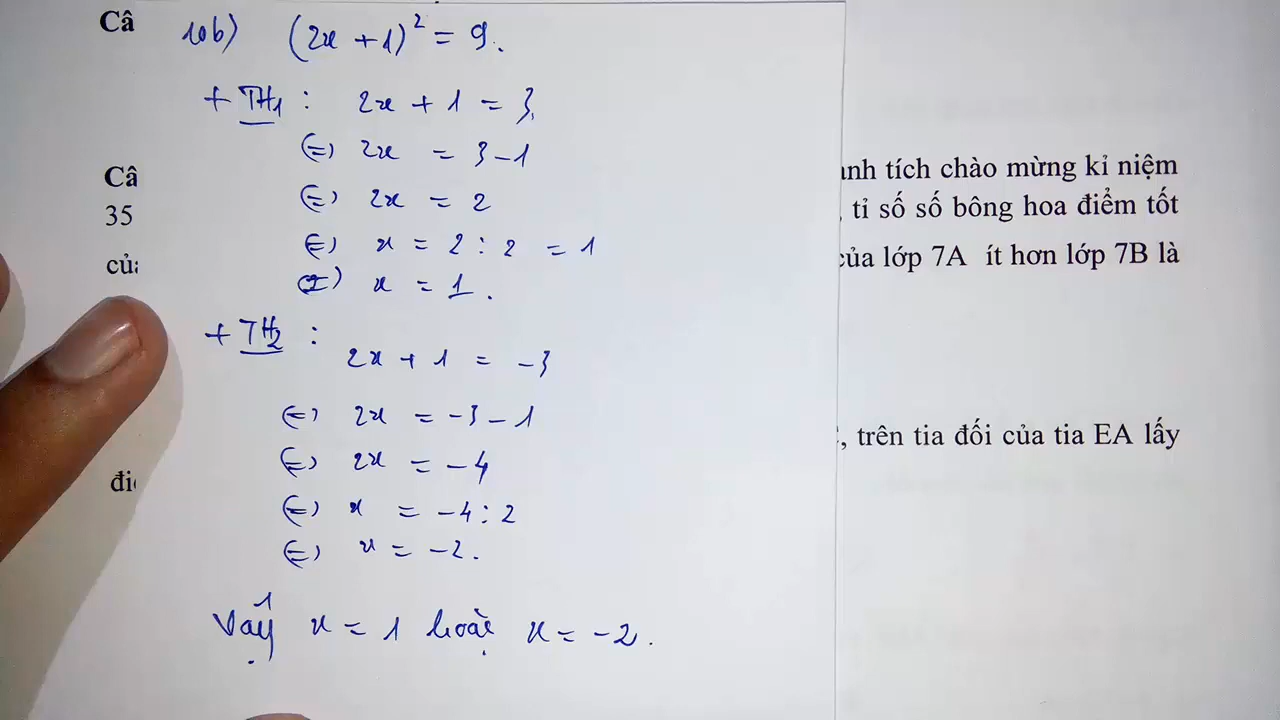 Câ
10b) (2x + 1)² = 9.
+ TH1 : 2x + 1 = 3
(=) 2x = 3 - 1
Câ
ành tích chào mừng kỉ niệm
(=) 2x = 2
35
, tỉ số số bông hoa điểm tốt
(=) x = 2 : 2 = 1
của
của lớp 7A ít hơn lớp 7B là
(=) x = 1.
+ TH2 :
2x + 1 = -3
(=) 2x = -3 - 1
, trên tia đối của tia EA lấy
(=) 2x = -4
điể
(=) x = -4 : 2
(=) x = -2.
Vậy x = 1 hoặc x = -2.